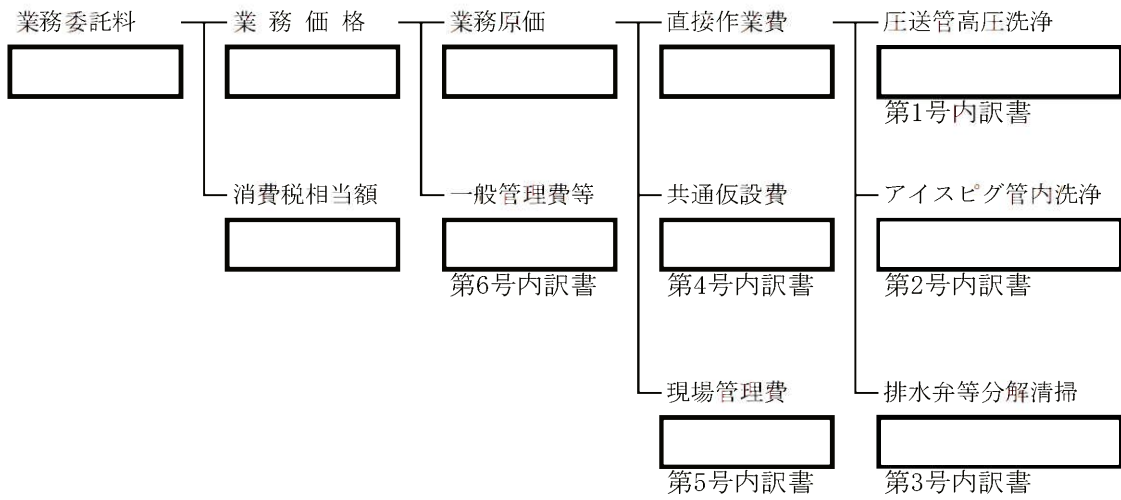 業務委託料 業務価格 業務原価 直接作業費 圧送管高圧洗浄
第1号内訳書
消費税相当額 一般管理費等 共通仮設費 アイスピグ管内洗浄
第6号内訳書 第4号内訳書 第2号内訳書
現場管理費 排水弁等分解清掃
第5号内訳書 第3号内訳書